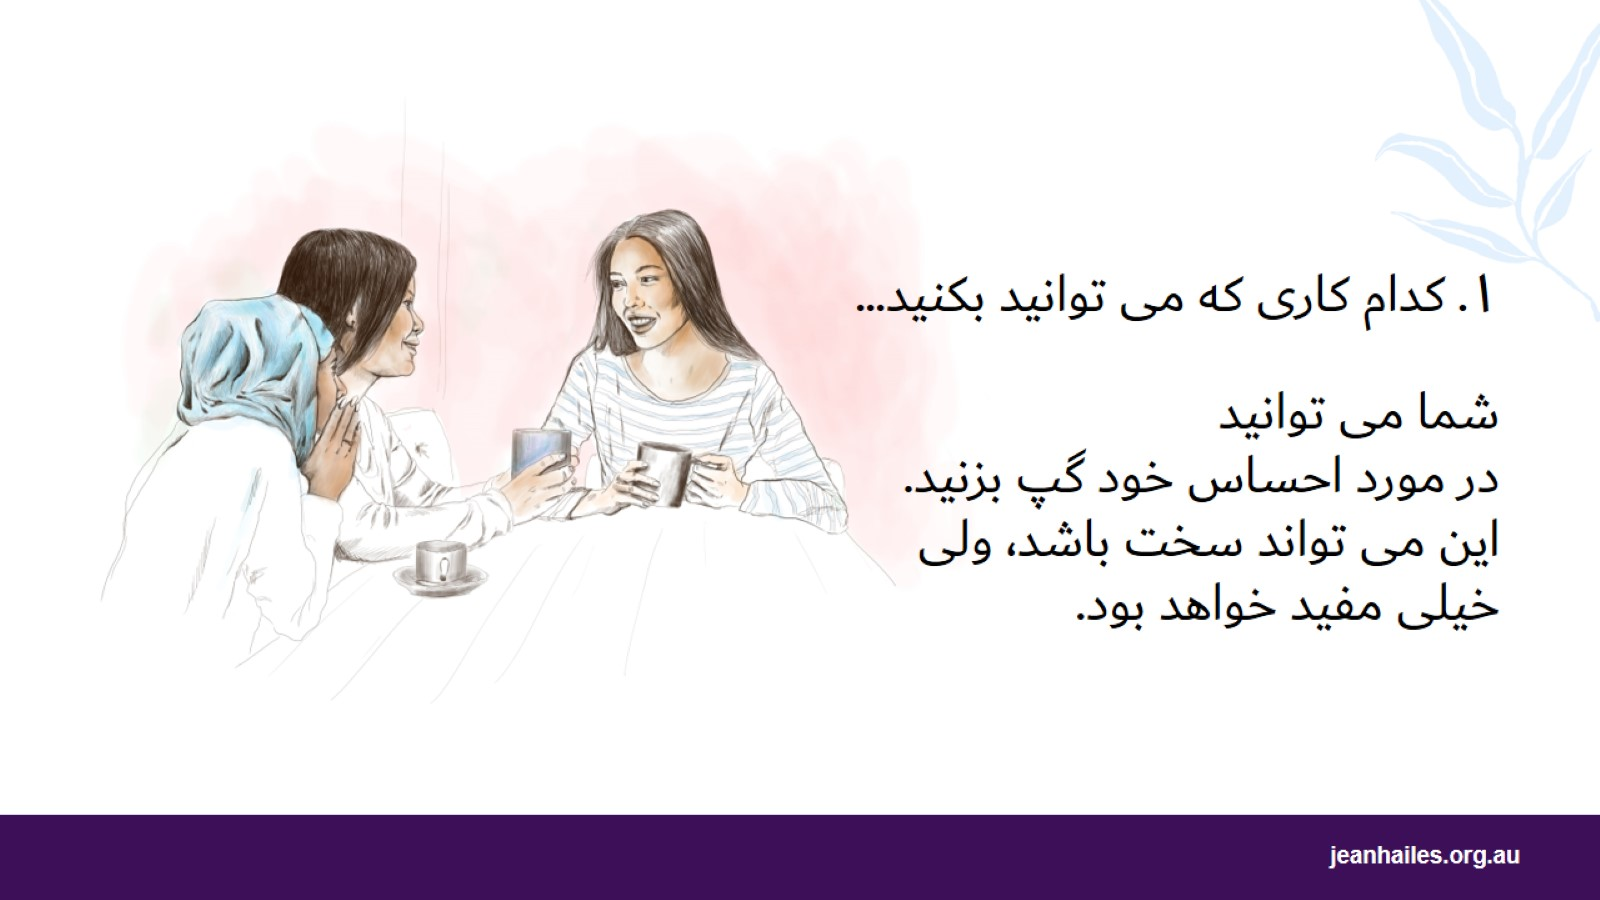 ۱. کدام کاری که می توانید بکنید...
شما می توانید
در مورد احساس خود گپ بزنید.
این می تواند سخت باشد، ولی
خیلی مفید خواهد بود.
jeanhailes.org.au